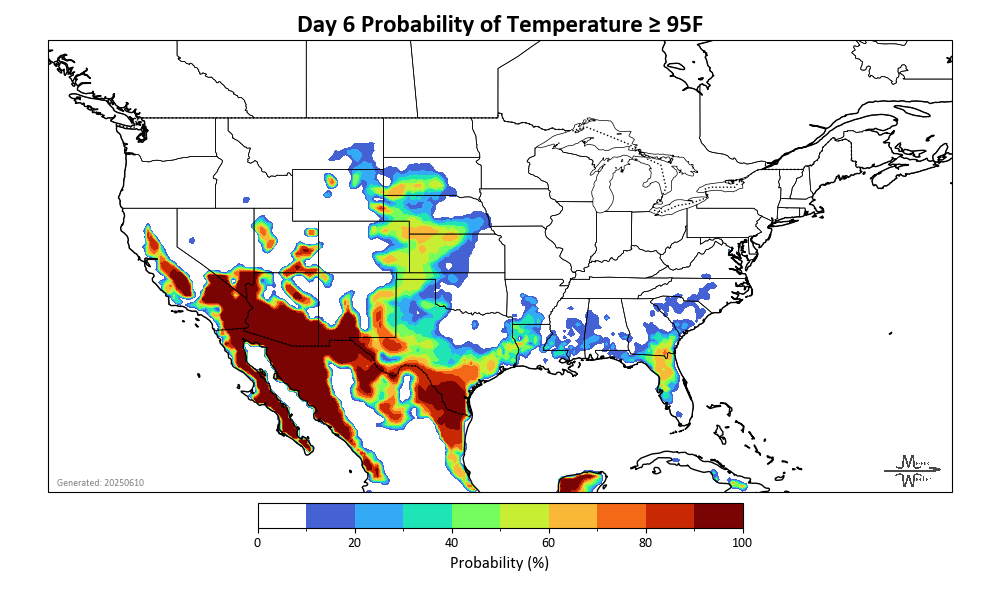 Day 6 Probability of Temperature ≥ 95F
Generated: 20250610
0 20 40 60 80 100
Probability (%)